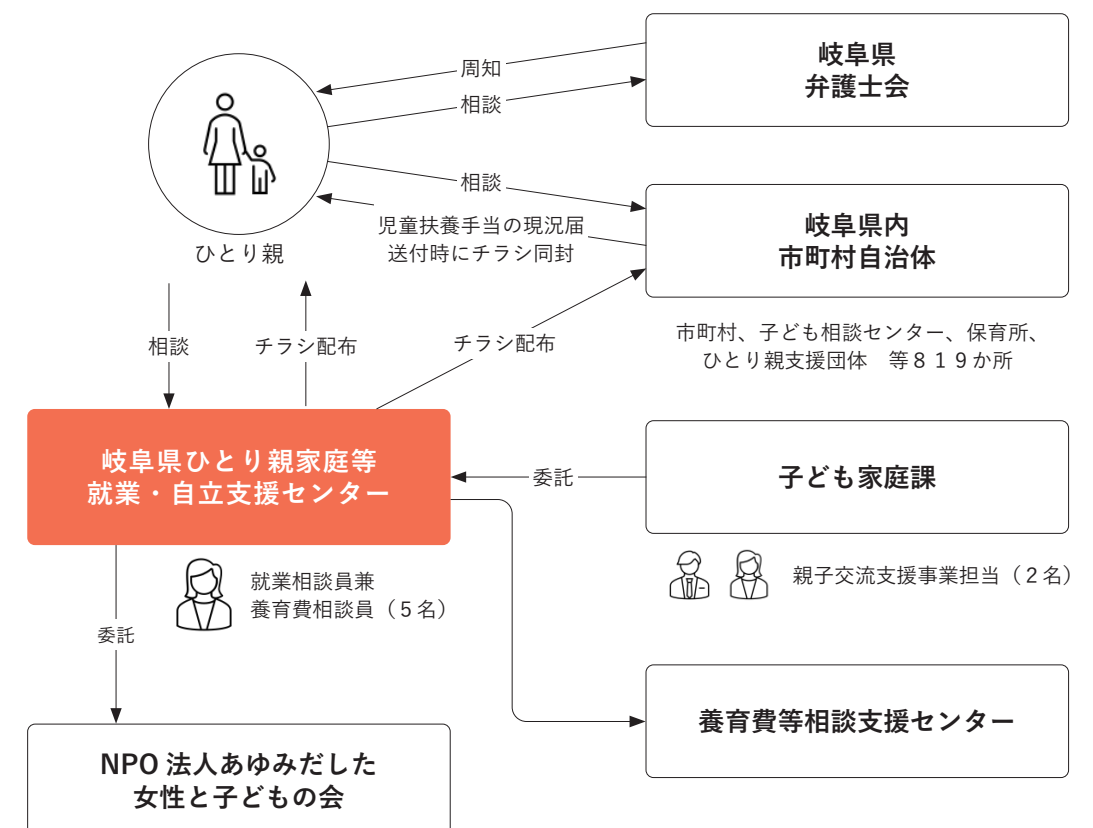 岐阜県
弁護士会
周知
相談
相談
児童扶養手当の現況届
送付時にチラシ同封
ひとり親
岐阜県内
市町村自治体
相談
チラシ配布
チラシ配布
市町村、子ども相談センター、保育所、
ひとり親支援団体　等８１９か所
岐阜県ひとり親家庭等
就業・自立支援センター
委託
子ども家庭課
就業相談員兼
養育費相談員（５名）
親子交流支援事業担当（２名）
委託
養育費等相談支援センター
NPO 法人あゆみだした
女性と子どもの会